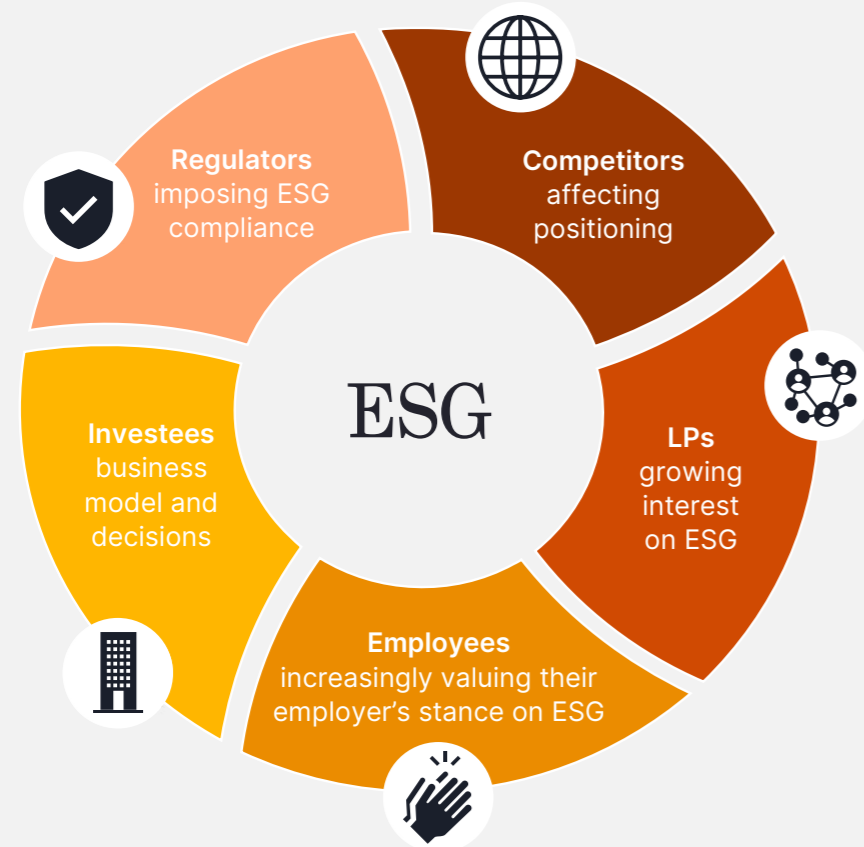 Regulators
imposing ESG
compliance
Competitors
affecting
positioning
ESG
Investees
business
model and
decisions
LPs
growing
interest
on ESG
Employees
increasingly valuing their
employer’s stance on ESG